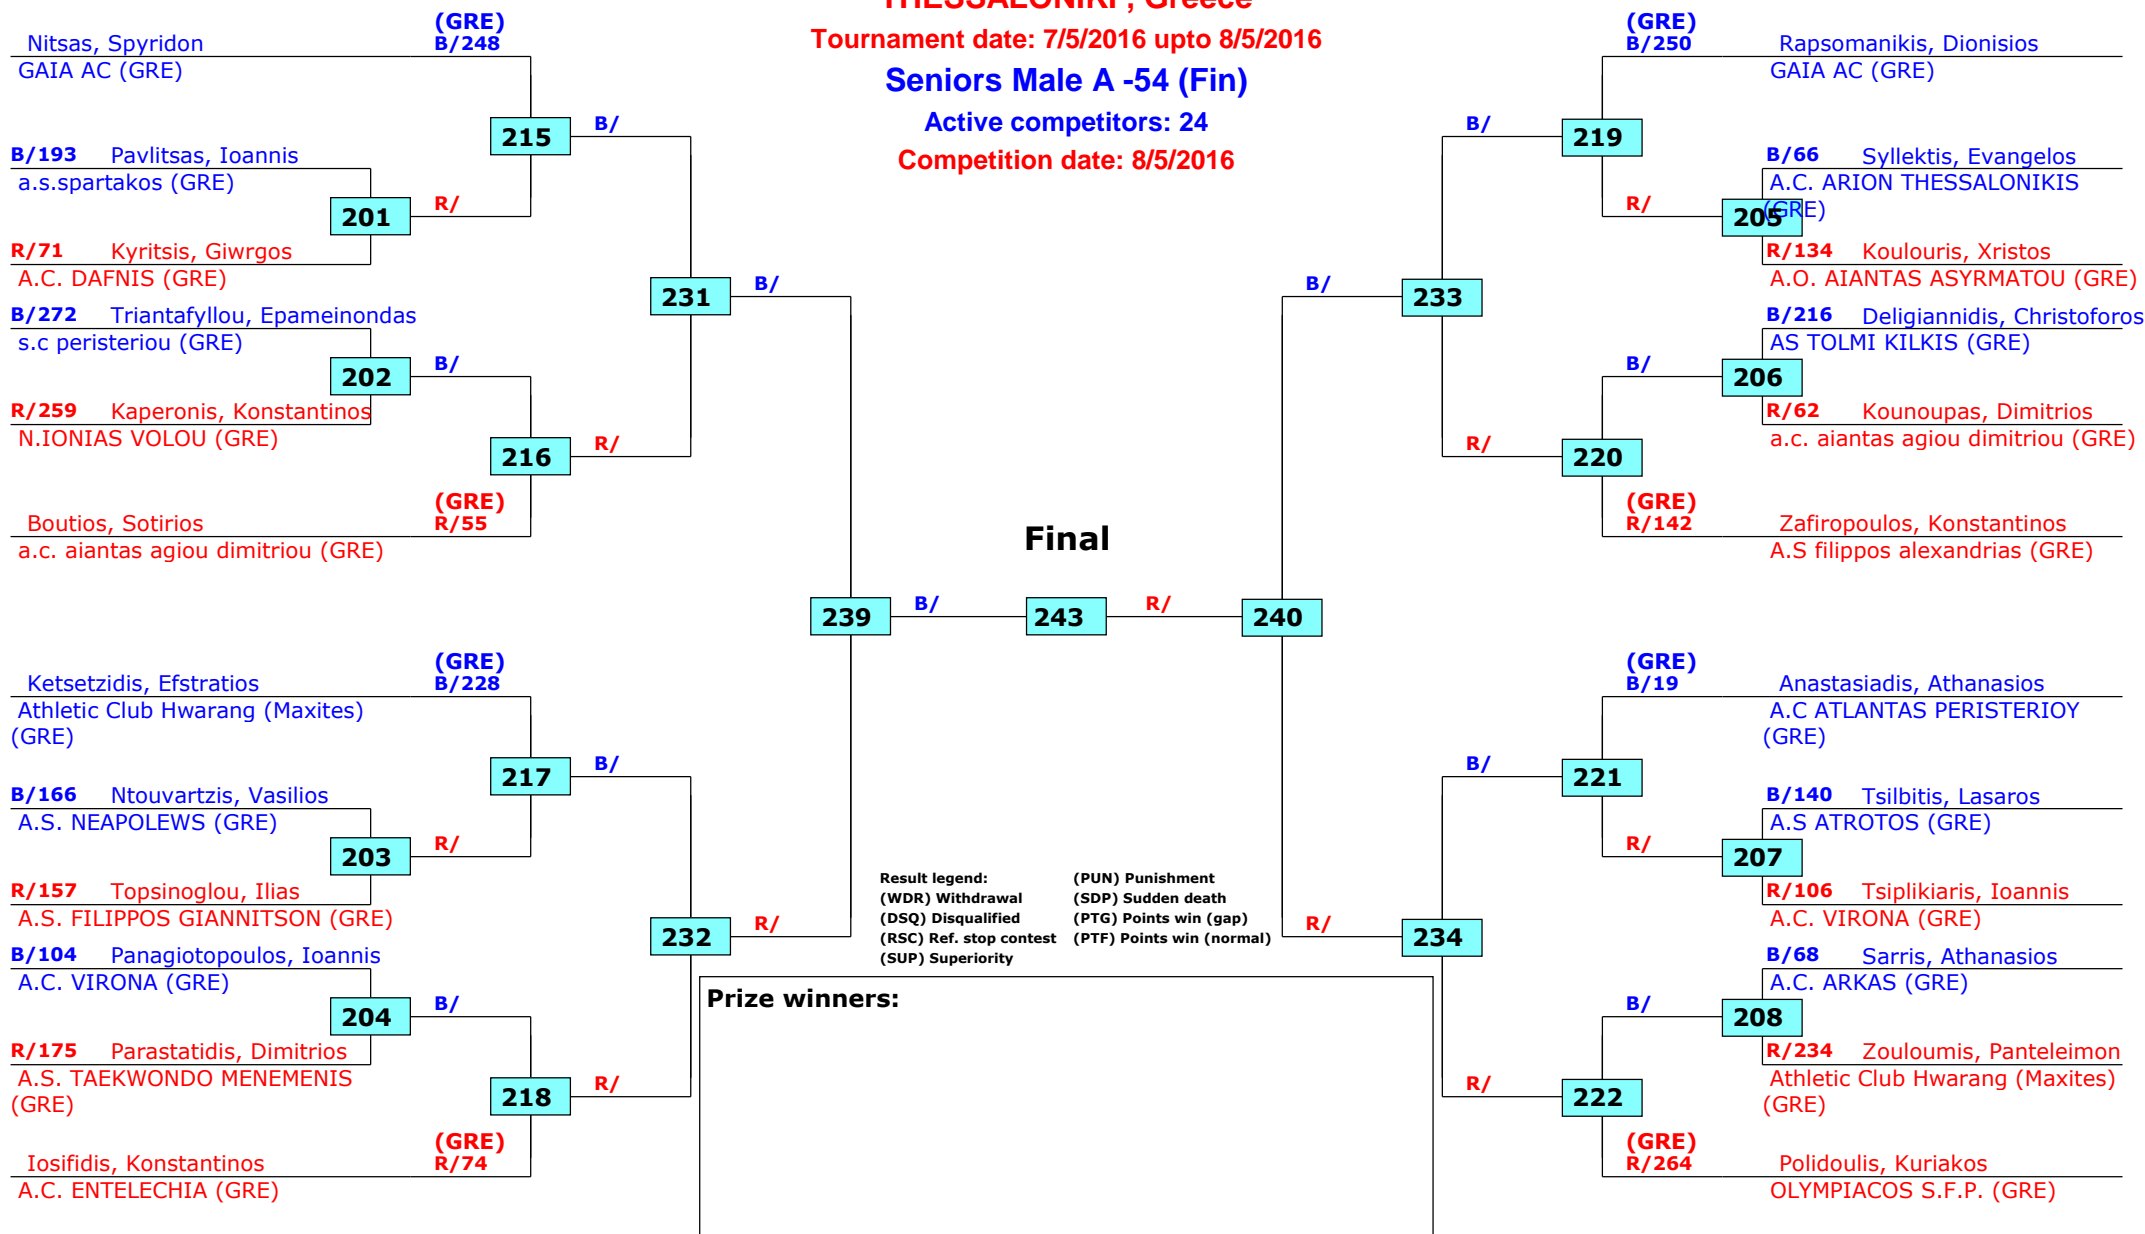 THESSALONIKI , Greece
Tournament date: 7/5/2016 upto 8/5/2016
Seniors Male A -54 (Fin)
Active competitors: 24
Competition date: 8/5/2016
(GRE)
Nitsas, Spyridon B/248
GAIA AC (GRE)
215 B/
B/193 Pavlitsas, Ioannis
a.s.spartakos (GRE)
201 R/
R/71 Kyritsis, Giwrgos
A.C. DAFNIS (GRE)
231 B/
B/272 Triantafyllou, Epameinondas
s.c peristeriou (GRE)
202 B/
R/259 Kaperonis, Konstantinos
N.IONIAS VOLOU (GRE)
216 R/
(GRE)
Boutios, Sotirios R/55
a.c. aiantas agiou dimitriou (GRE)
Final
239 B/ 243 R/ 240
(GRE)
Ketsetzidis, Efstratios B/228
Athletic Club Hwarang (Maxites)
(GRE)
217 B/
B/166 Ntouvartzis, Vasilios
A.S. NEAPOLEWS (GRE)
203 R/
R/157 Topsinoglou, Ilias
A.S. FILIPPOS GIANNITSON (GRE)
232 R/
B/104 Panagiotopoulos, Ioannis
A.C. VIRONA (GRE)
204 B/
R/175 Parastatidis, Dimitrios
A.S. TAEKWONDO MENEMENIS
(GRE)
218 R/
(GRE)
Iosifidis, Konstantinos R/74
A.C. ENTELECHIA (GRE)
(GRE)
B/250 Rapsomanikis, Dionisios
GAIA AC (GRE)
B/ 219
B/66 Syllektis, Evangelos
A.C. ARION THESSALONIKIS
(GRE)
R/ 205
R/134 Koulouris, Xristos
A.O. AIANTAS ASYRMATOU (GRE)
B/ 233
B/216 Deligiannidis, Christoforos
AS TOLMI KILKIS (GRE)
B/ 206
R/62 Kounoupas, Dimitrios
a.c. aiantas agiou dimitriou (GRE)
R/ 220
(GRE)
R/142 Zafiropoulos, Konstantinos
A.S filippos alexandrias (GRE)
(GRE)
B/19 Anastasiadis, Athanasios
A.C ATLANTAS PERISTERIOY
(GRE)
B/ 221
B/140 Tsilbitis, Lasaros
A.S ATROTOS (GRE)
R/ 207
R/106 Tsiplikiaris, Ioannis
A.C. VIRONA (GRE)
R/ 234
B/68 Sarris, Athanasios
A.C. ARKAS (GRE)
B/ 208
R/234 Zouloumis, Panteleimon
Athletic Club Hwarang (Maxites)
(GRE)
R/ 222
(GRE)
R/264 Polidoulis, Kuriakos
OLYMPIACOS S.F.P. (GRE)
Result legend: (PUN) Punishment
(WDR) Withdrawal (SDP) Sudden death
(DSQ) Disqualified (PTG) Points win (gap)
(RSC) Ref. stop contest (PTF) Points win (normal)
(SUP) Superiority
Prize winners: